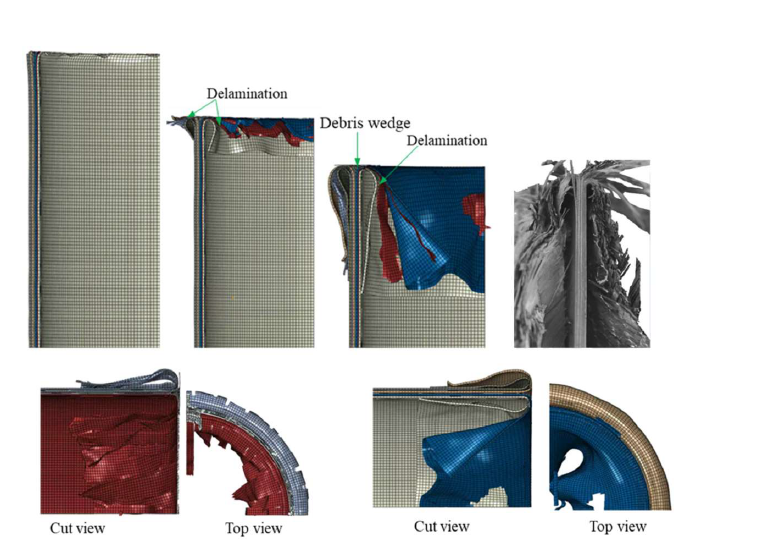 Delamination
Debris wedge
Delamination
Cut view
Top view
Cut view
Top view